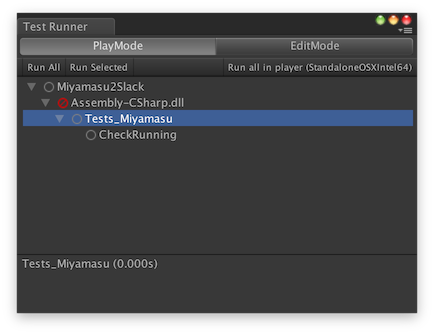 Test Runner
PlayMode EditMode
Run All Run Selected Run all in player (StandaloneOSXIntel64)
Miyamasu2Slack
Assembly-CSharp.dll
Tests_Miyamasu
CheckRunning
Tests_Miyamasu (0.000s)